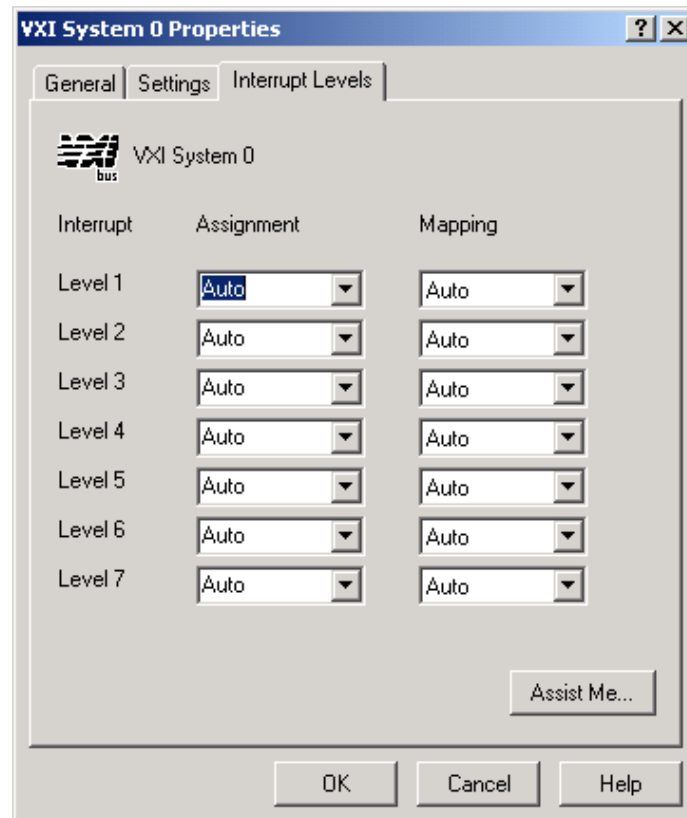 VXI System 0 Properties
General Settings Interrupt Levels
VXI bus VXI System 0
Interrupt Assignment Mapping
Level 1 Auto Auto
Level 2 Auto Auto
Level 3 Auto Auto
Level 4 Auto Auto
Level 5 Auto Auto
Level 6 Auto Auto
Level 7 Auto Auto
Assist Me...
OK Cancel Help